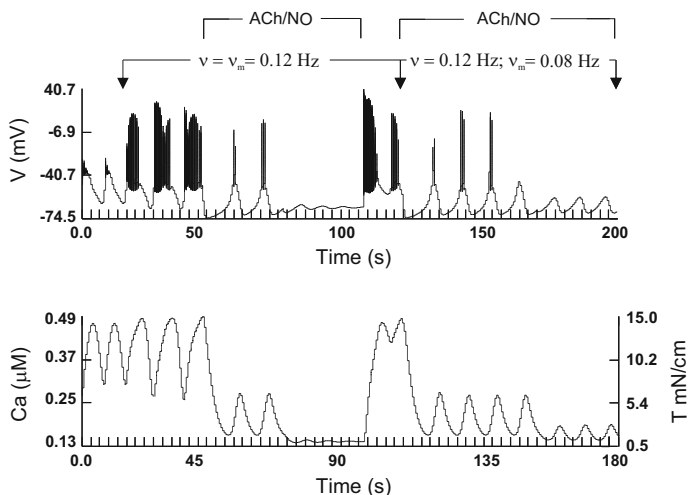 ACh/NO ACh/NO
ν = νm= 0.12 Hz ν = 0.12 Hz; νm= 0.08 Hz
V (mV)
40.7
-6.9
-40.7
-74.5
0.0 50 100 150 200
Time (s)
Ca (μM)
0.49
0.37
0.25
0.13
15.0
10.2
5.4
0.5
T mN/cm
0.0 45 90 135 180
Time (s)